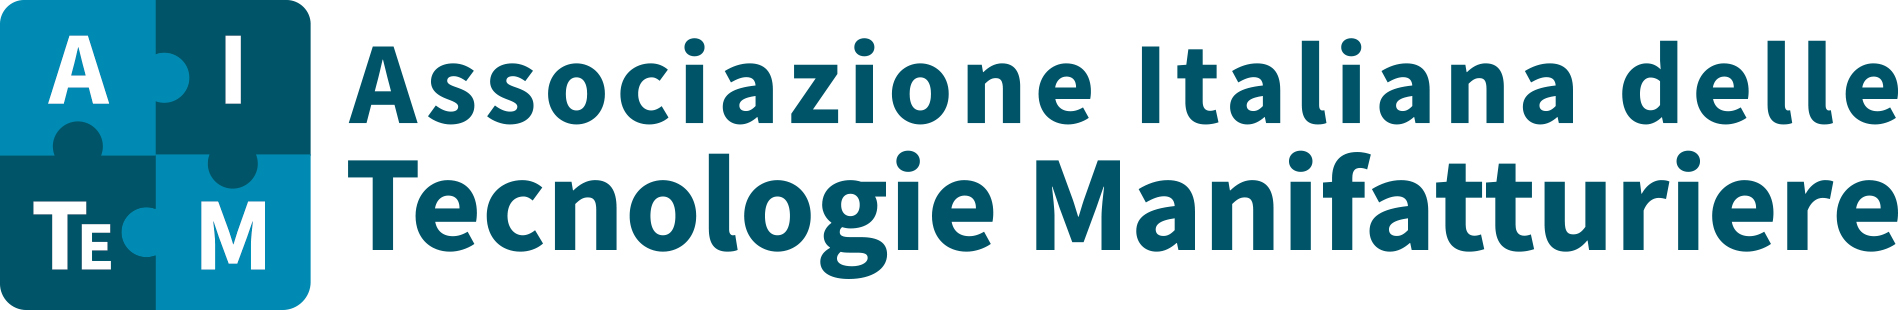 A I
TE M
Associazione Italiana delle
Tecnologie Manifatturiere